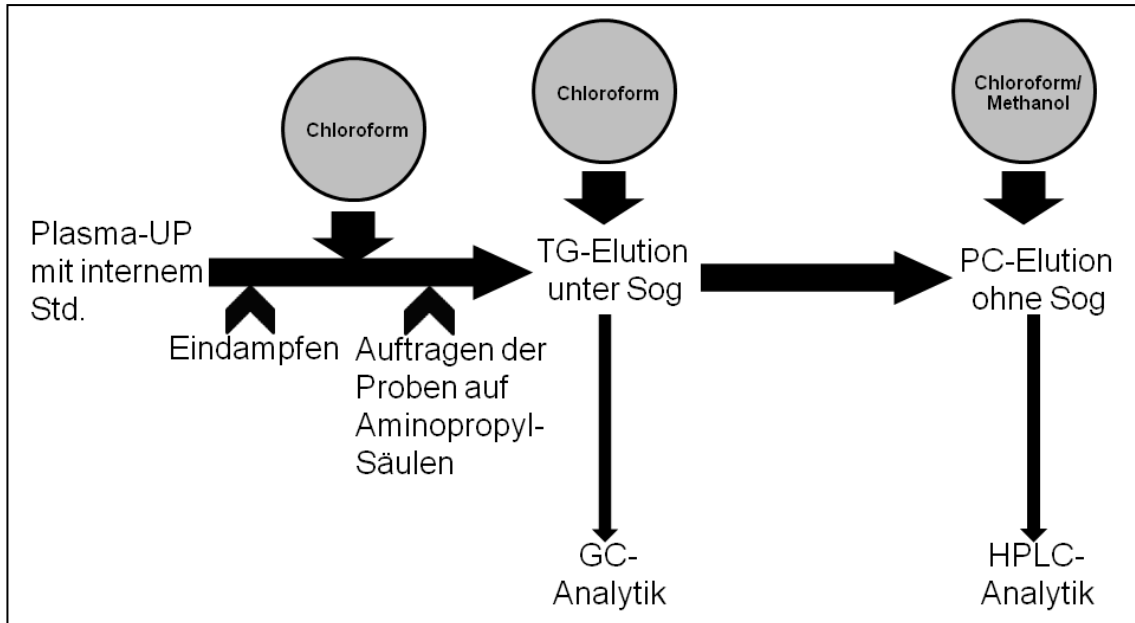 Chloroform
Chloroform
Chloroform/
Methanol
Plasma-UP
mit internem
Std.
Eindampfen
Auftragen der
Proben auf
Aminopropyl-
Säulen
TG-Elution
unter Sog
PC-Elution
ohne Sog
GC-
Analytik
HPLC-
Analytik